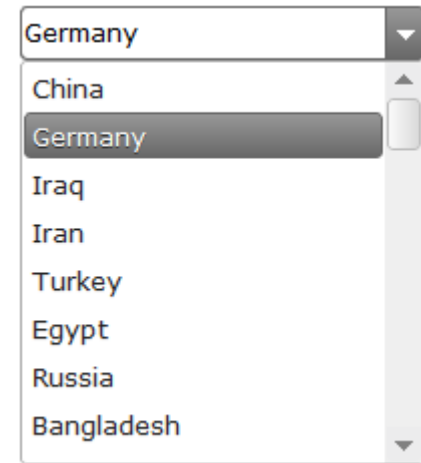 Germany
China
Germany
Iraq
Iran
Turkey
Egypt
Russia
Bangladesh